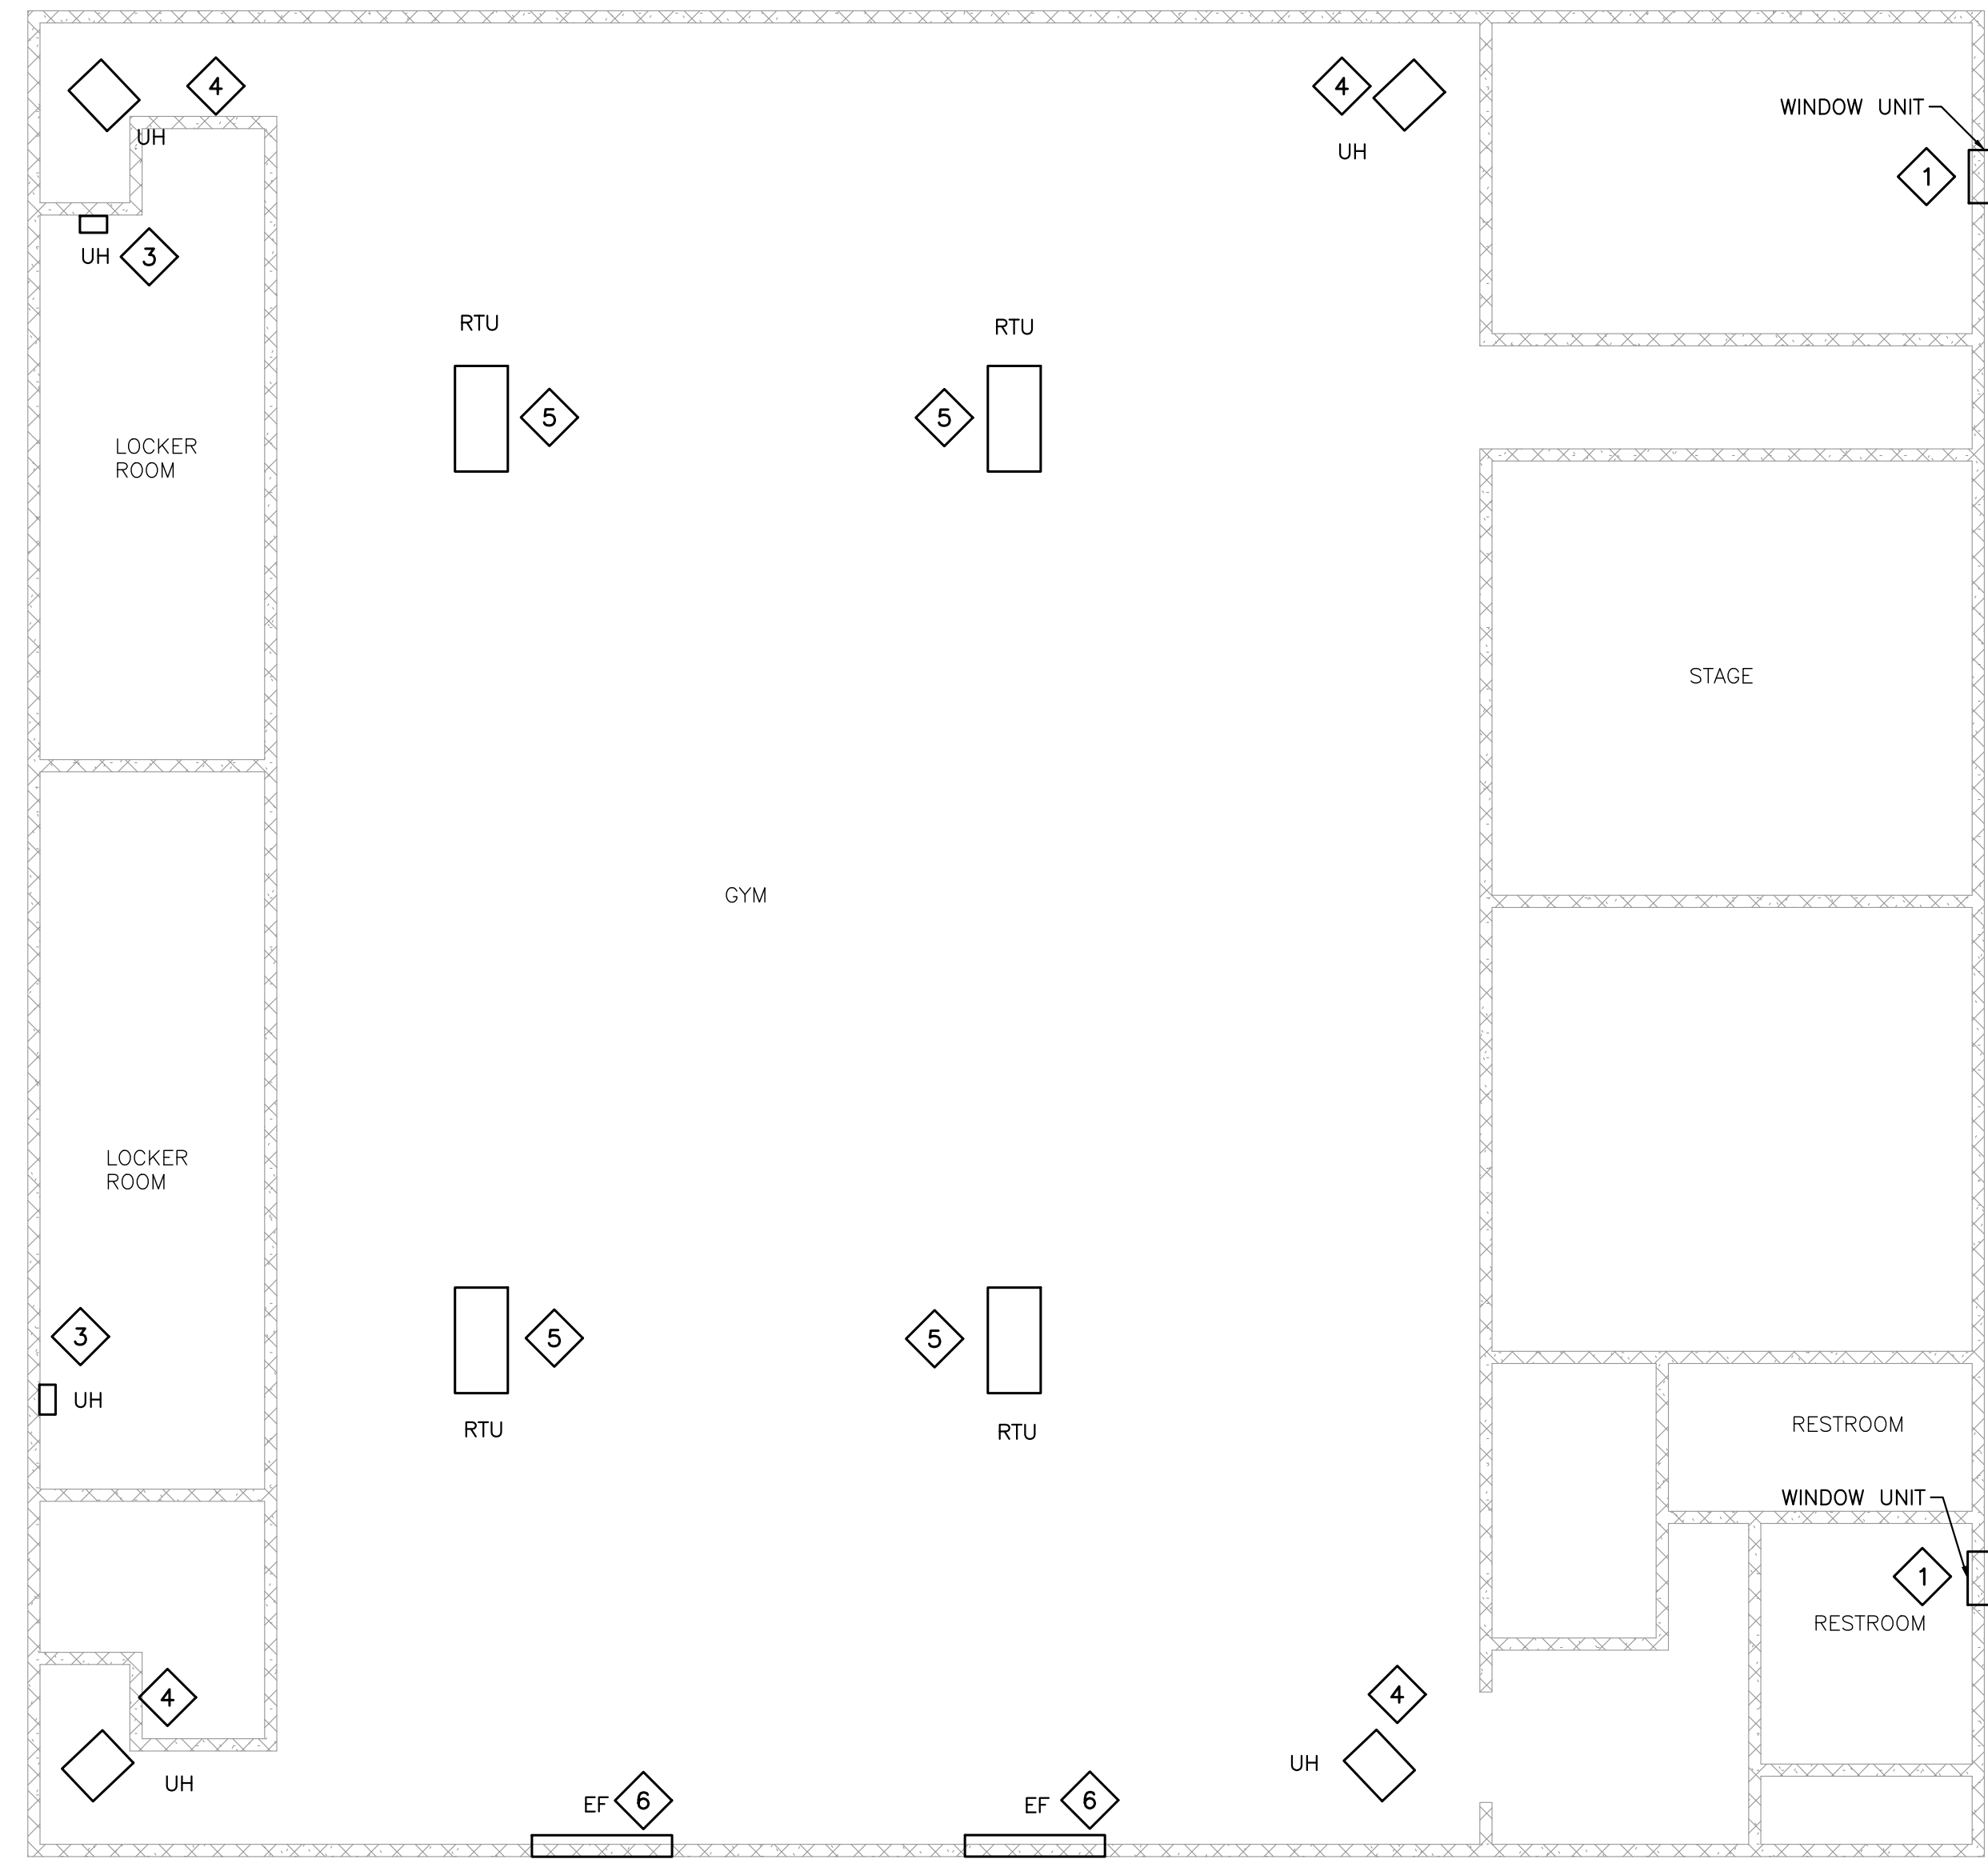 4
4
WINDOW UNIT
UH
UH
1
UH
3
RTU
RTU
5
5
LOCKER
ROOM
STAGE
GYM
LOCKER
ROOM
3
5
5
UH
RTU
RTU
RESTROOM
WINDOW UNIT
1
RESTROOM
4
4
UH
UH
EF
6
EF
6